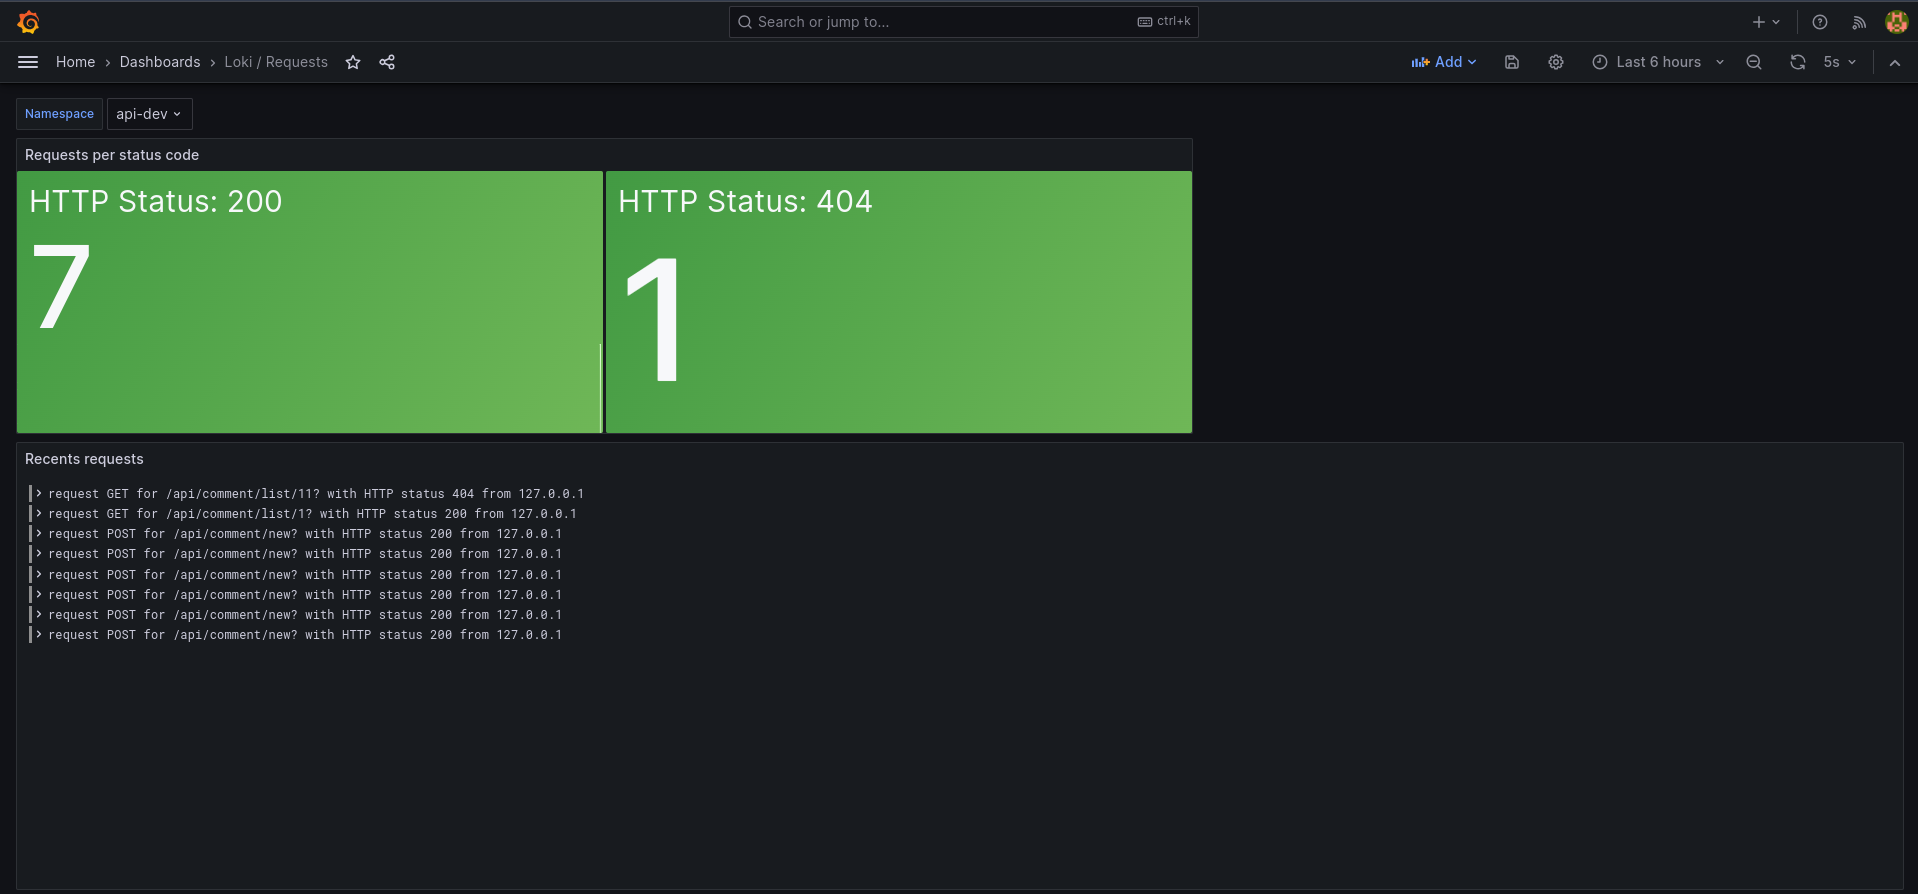 Search or jump to... ctrl+k
Home › Dashboards › Loki / Requests Add Last 6 hours 5s
Namespace api-dev
Requests per status code
HTTP Status: 200
7
HTTP Status: 404
1
Recents requests
request GET for /api/comment/list/11? with HTTP status 404 from 127.0.0.1
request GET for /api/comment/list/1? with HTTP status 200 from 127.0.0.1
request POST for /api/comment/new? with HTTP status 200 from 127.0.0.1
request POST for /api/comment/new? with HTTP status 200 from 127.0.0.1
request POST for /api/comment/new? with HTTP status 200 from 127.0.0.1
request POST for /api/comment/new? with HTTP status 200 from 127.0.0.1
request POST for /api/comment/new? with HTTP status 200 from 127.0.0.1
request POST for /api/comment/new? with HTTP status 200 from 127.0.0.1